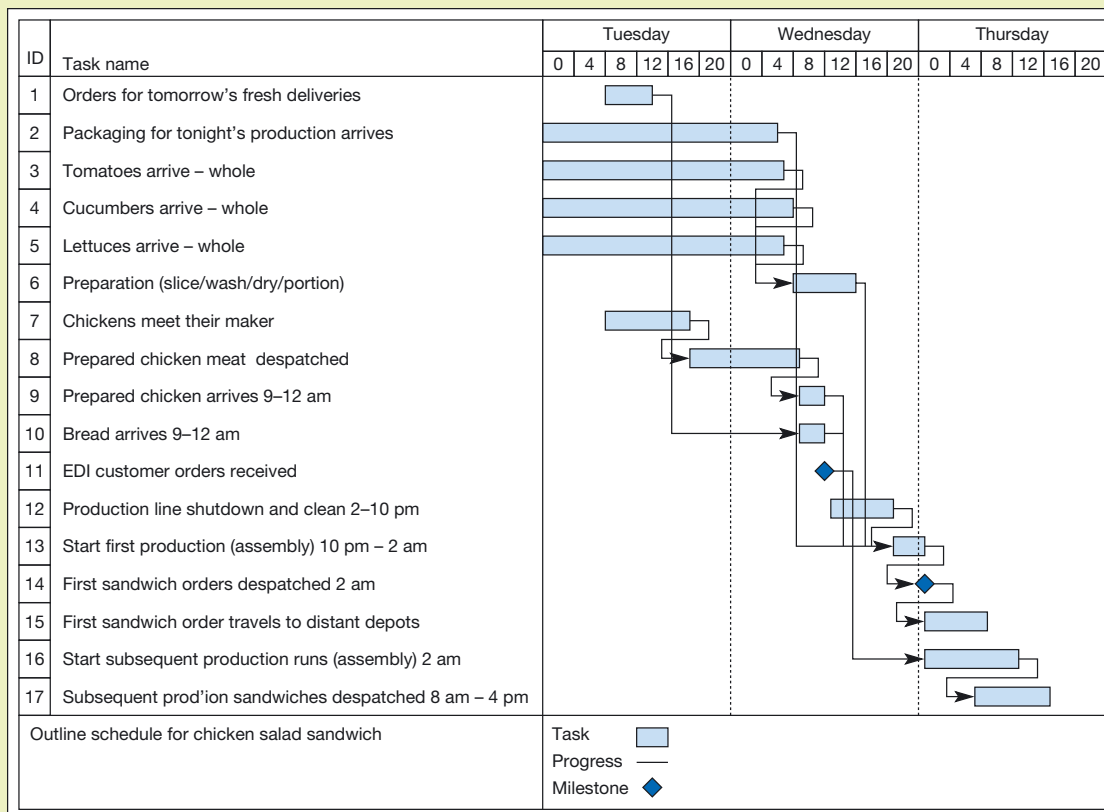 Tuesday Wednesday Thursday
ID Task name 0 4 8 12 16 20 0 4 8 12 16 20 0 4 8 12 16 20
1 Orders for tomorrow's fresh deliveries
2 Packaging for tonight's production arrives
3 Tomatoes arrive – whole
4 Cucumbers arrive – whole
5 Lettuces arrive – whole
6 Preparation (slice/wash/dry/portion)
7 Chickens meet their maker
8 Prepared chicken meat despatched
9 Prepared chicken arrives 9–12 am
10 Bread arrives 9–12 am
11 EDI customer orders received
12 Production line shutdown and clean 2–10 pm
13 Start first production (assembly) 10 pm – 2 am
14 First sandwich orders despatched 2 am
15 First sandwich order travels to distant depots
16 Start subsequent production runs (assembly) 2 am
17 Subsequent prod'ion sandwiches despatched 8 am – 4 pm
Outline schedule for chicken salad sandwich
Task
Progress
Milestone